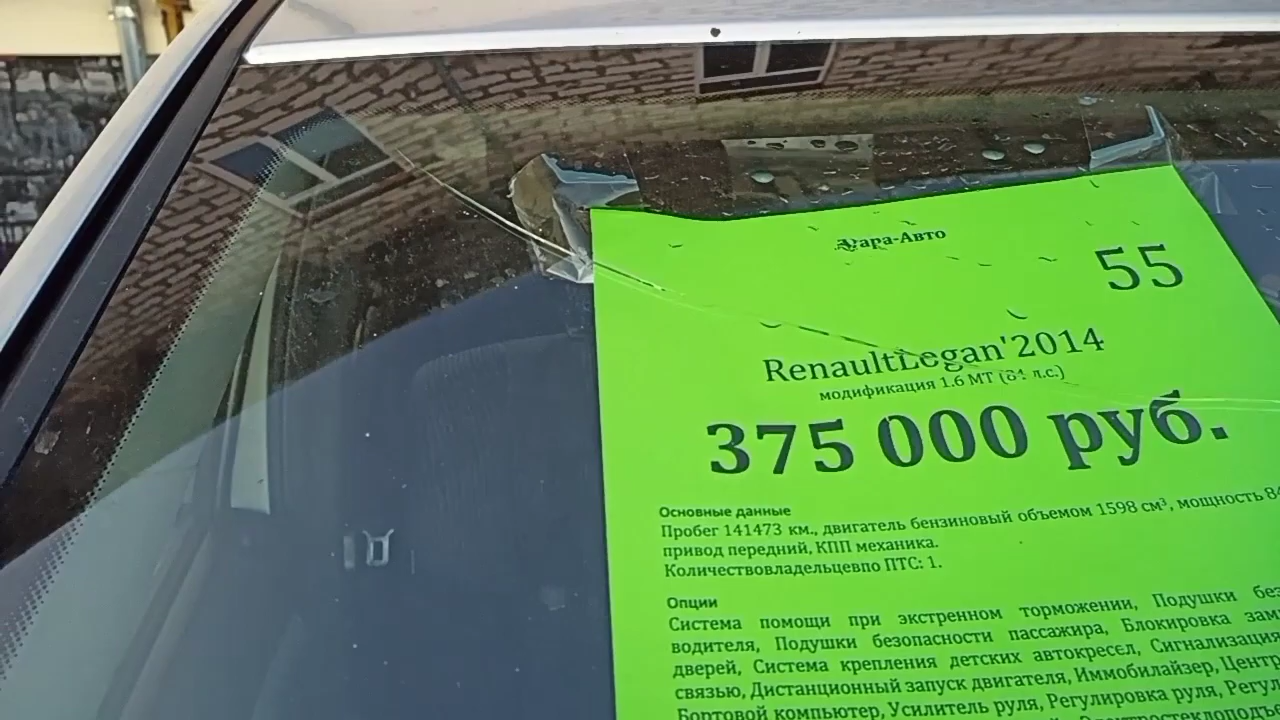 Дара-Авто
55
RenaultLogan'2014
модификация 1.6 МТ (84 л.с.)
375 000 руб.
Основные данные
Пробег 141473 км., двигатель бензиновый объемом 1598 см³, мощность 84
привод передний, КПП механика.
Количествовладельцевпо ПТС: 1.
Опции
Система помощи при экстренном торможении, Подушки без
водителя, Подушки безопасности пассажира, Блокировка зам
дверей, Система крепления детских автокресел, Сигнализация
связью, Дистанционный запуск двигателя, Иммобилайзер, Центр
Бортовой компьютер, Усилитель руля, Регулировка руля, Регул
Электростеклоподъе